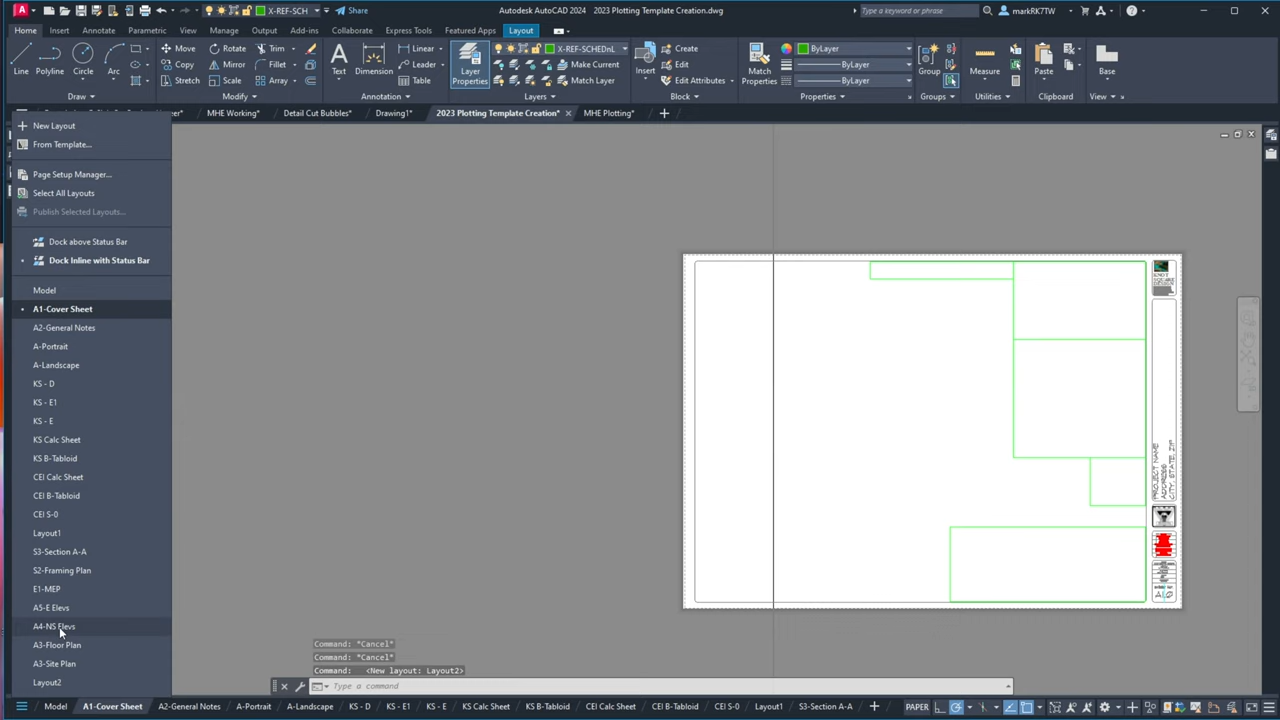 A X-REF-SCH Share Autodesk AutoCAD 2024 2023 Plotting Template Creation.dwg Type a keyword or phrase markRK7TW
Home Insert Annotate Parametric View Manage Output Add-ins Collaborate Express Tools Featured Apps Layout
Line Polyline Circle Arc
Move Rotate Trim
Copy Mirror Fillet
Stretch Scale Array
Text Dimension
Linear
Leader
Table
Layer Properties
X-REF-SCHEDnL
Make Current
Match Layer
Insert
Create
Edit
Edit Attributes
Match Properties
ByLayer
ByLayer
ByLayer
Group Measure Paste Base
Draw Modify Annotation Layers Block Properties Groups Utilities Clipboard View
MHE Working* Detail Cut Bubbles* Drawing1* 2023 Plotting Template Creation* MHE Plotting*
New Layout
From Template...
Page Setup Manager...
Select All Layouts
Publish Selected Layouts...
Dock above Status Bar
Dock Inline with Status Bar
Model
A1-Cover Sheet
A2-General Notes
A-Portrait
A-Landscape
KS - D
KS - E1
KS - E
KS Calc Sheet
KS B-Tabloid
CEI Calc Sheet
CEI B-Tabloid
CEI S-0
Layout1
S3-Section A-A
S2-Framing Plan
E1-MEP
A5-E Elevs
A4-NS Elevs
A3-Floor Plan
A3-Site Plan
Layout2
PROJECT NAME
ADDRESS
CITY, STATE, ZIP
Command: *Cancel*
Command: *Cancel*
Command: <New layout: Layout2>
Type a command
Model A1-Cover Sheet A2-General Notes A-Portrait A-Landscape KS - D KS - E1 KS - E KS Calc Sheet KS B-Tabloid CEI Calc Sheet CEI B-Tabloid CEI S-0 Layout1 S3-Section A-A PAPER